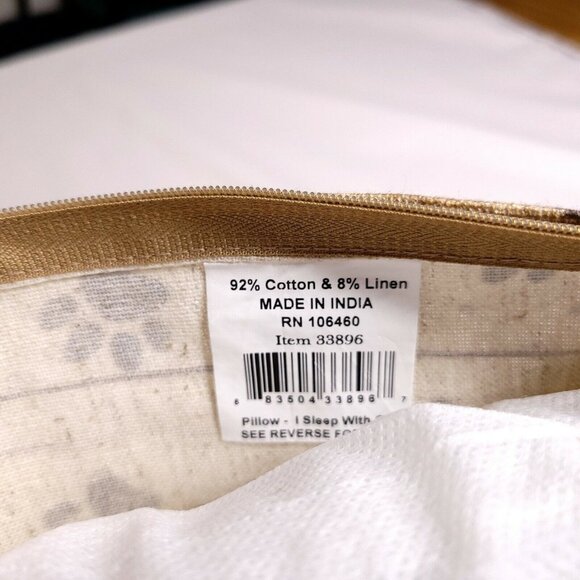 92% Cotton & 8% Linen
MADE IN INDIA
RN 106460
Item 33896
6 83504 33896 7
Pillow - I Sleep With
SEE REVERSE